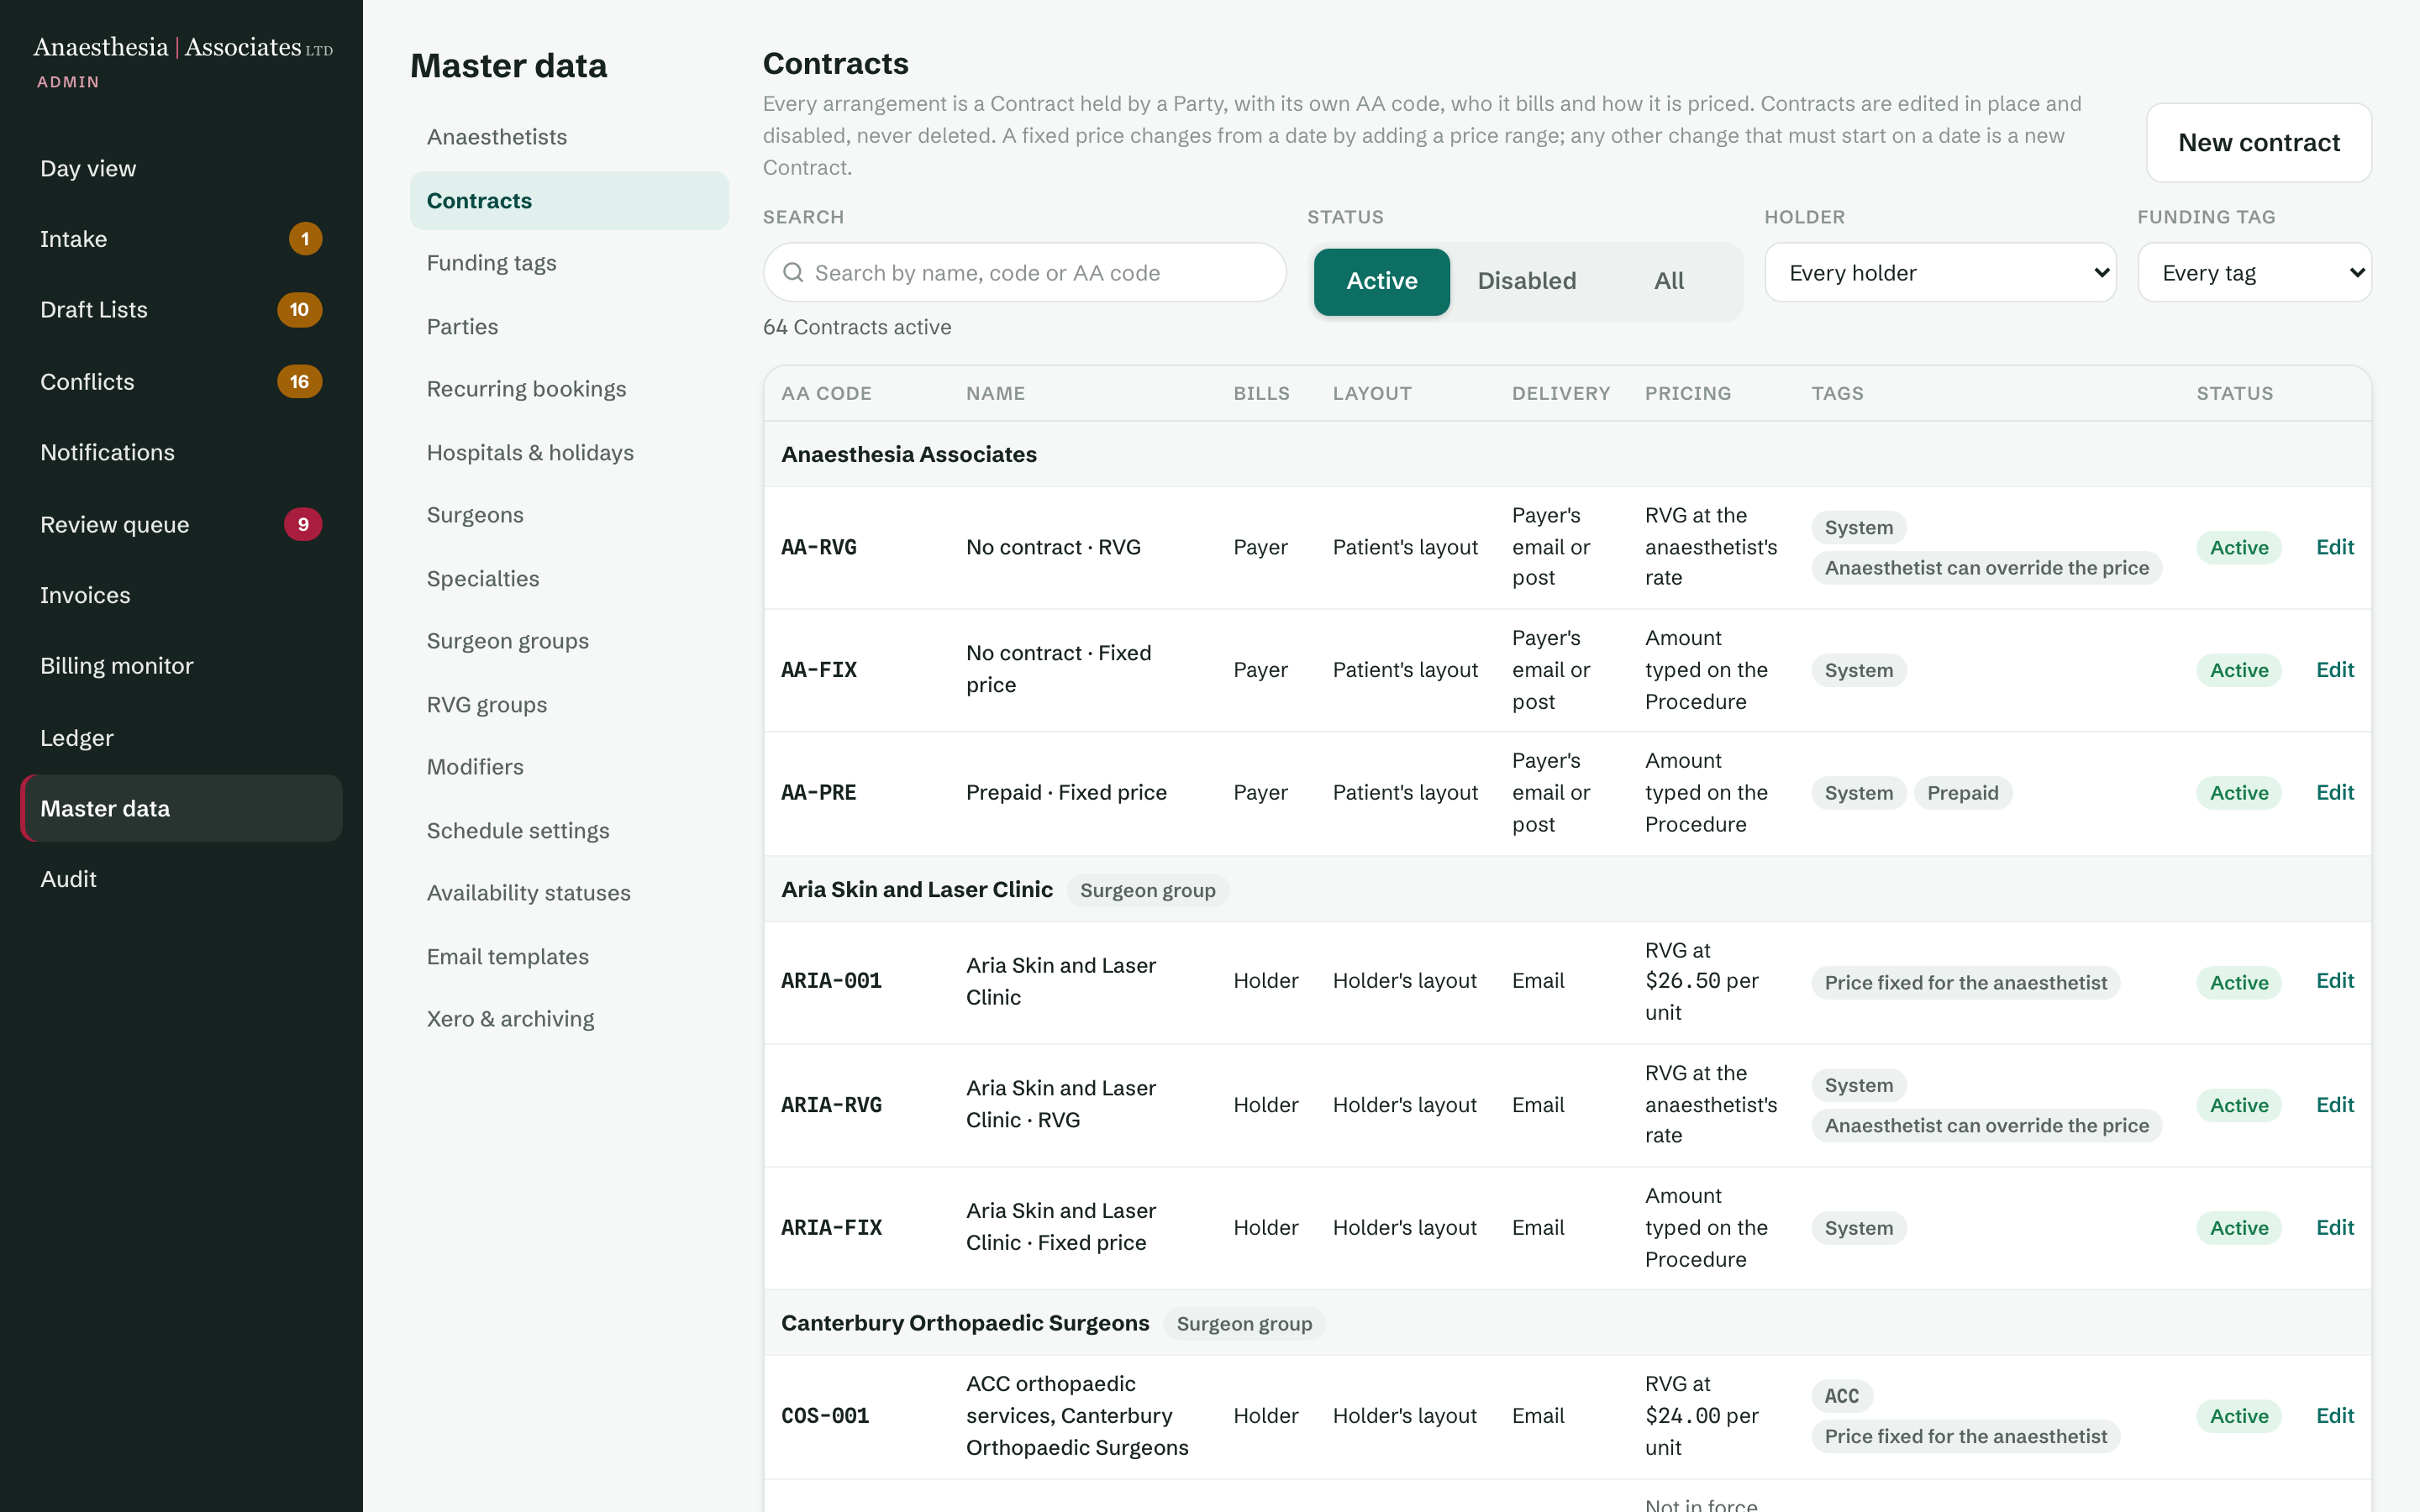 Anaesthesia | Associates LTD
ADMIN
Day view
Intake 1
Draft Lists 10
Conflicts 16
Notifications
Review queue 9
Invoices
Billing monitor
Ledger
Master data
Audit
Master data
Anaesthetists
Contracts
Funding tags
Parties
Recurring bookings
Hospitals & holidays
Surgeons
Specialties
Surgeon groups
RVG groups
Modifiers
Schedule settings
Availability statuses
Email templates
Xero & archiving
Contracts
Every arrangement is a Contract held by a Party, with its own AA code, who it bills and how it is priced. Contracts are edited in place and
disabled, never deleted. A fixed price changes from a date by adding a price range; any other change that must start on a date is a new
Contract.
New contract
SEARCH STATUS HOLDER FUNDING TAG
Search by name, code or AA code Active Disabled All Every holder Every tag
64 Contracts active
AA CODE NAME BILLS LAYOUT DELIVERY PRICING TAGS STATUS
Anaesthesia Associates
AA-RVG
No contract · RVG
Payer
Patient's layout
Payer's
email or
post
RVG at the
anaesthetist's
rate
System
Anaesthetist can override the price
Active
Edit
AA-FIX
No contract · Fixed
price
Payer
Patient's layout
Payer's
email or
post
Amount
typed on the
Procedure
System
Active
Edit
AA-PRE
Prepaid · Fixed price
Payer
Patient's layout
Payer's
email or
post
Amount
typed on the
Procedure
System Prepaid
Active
Edit
Aria Skin and Laser Clinic Surgeon group
ARIA-001
Aria Skin and Laser
Clinic
Holder
Holder's layout
Email
RVG at
$26.50 per
unit
Price fixed for the anaesthetist
Active
Edit
ARIA-RVG
Aria Skin and Laser
Clinic · RVG
Holder
Holder's layout
Email
RVG at the
anaesthetist's
rate
System
Anaesthetist can override the price
Active
Edit
ARIA-FIX
Aria Skin and Laser
Clinic · Fixed price
Holder
Holder's layout
Email
Amount
typed on the
Procedure
System
Active
Edit
Canterbury Orthopaedic Surgeons Surgeon group
COS-001
ACC orthopaedic
services, Canterbury
Orthopaedic Surgeons
Holder
Holder's layout
Email
RVG at
$24.00 per
unit
ACC
Price fixed for the anaesthetist
Active
Edit
Not in force